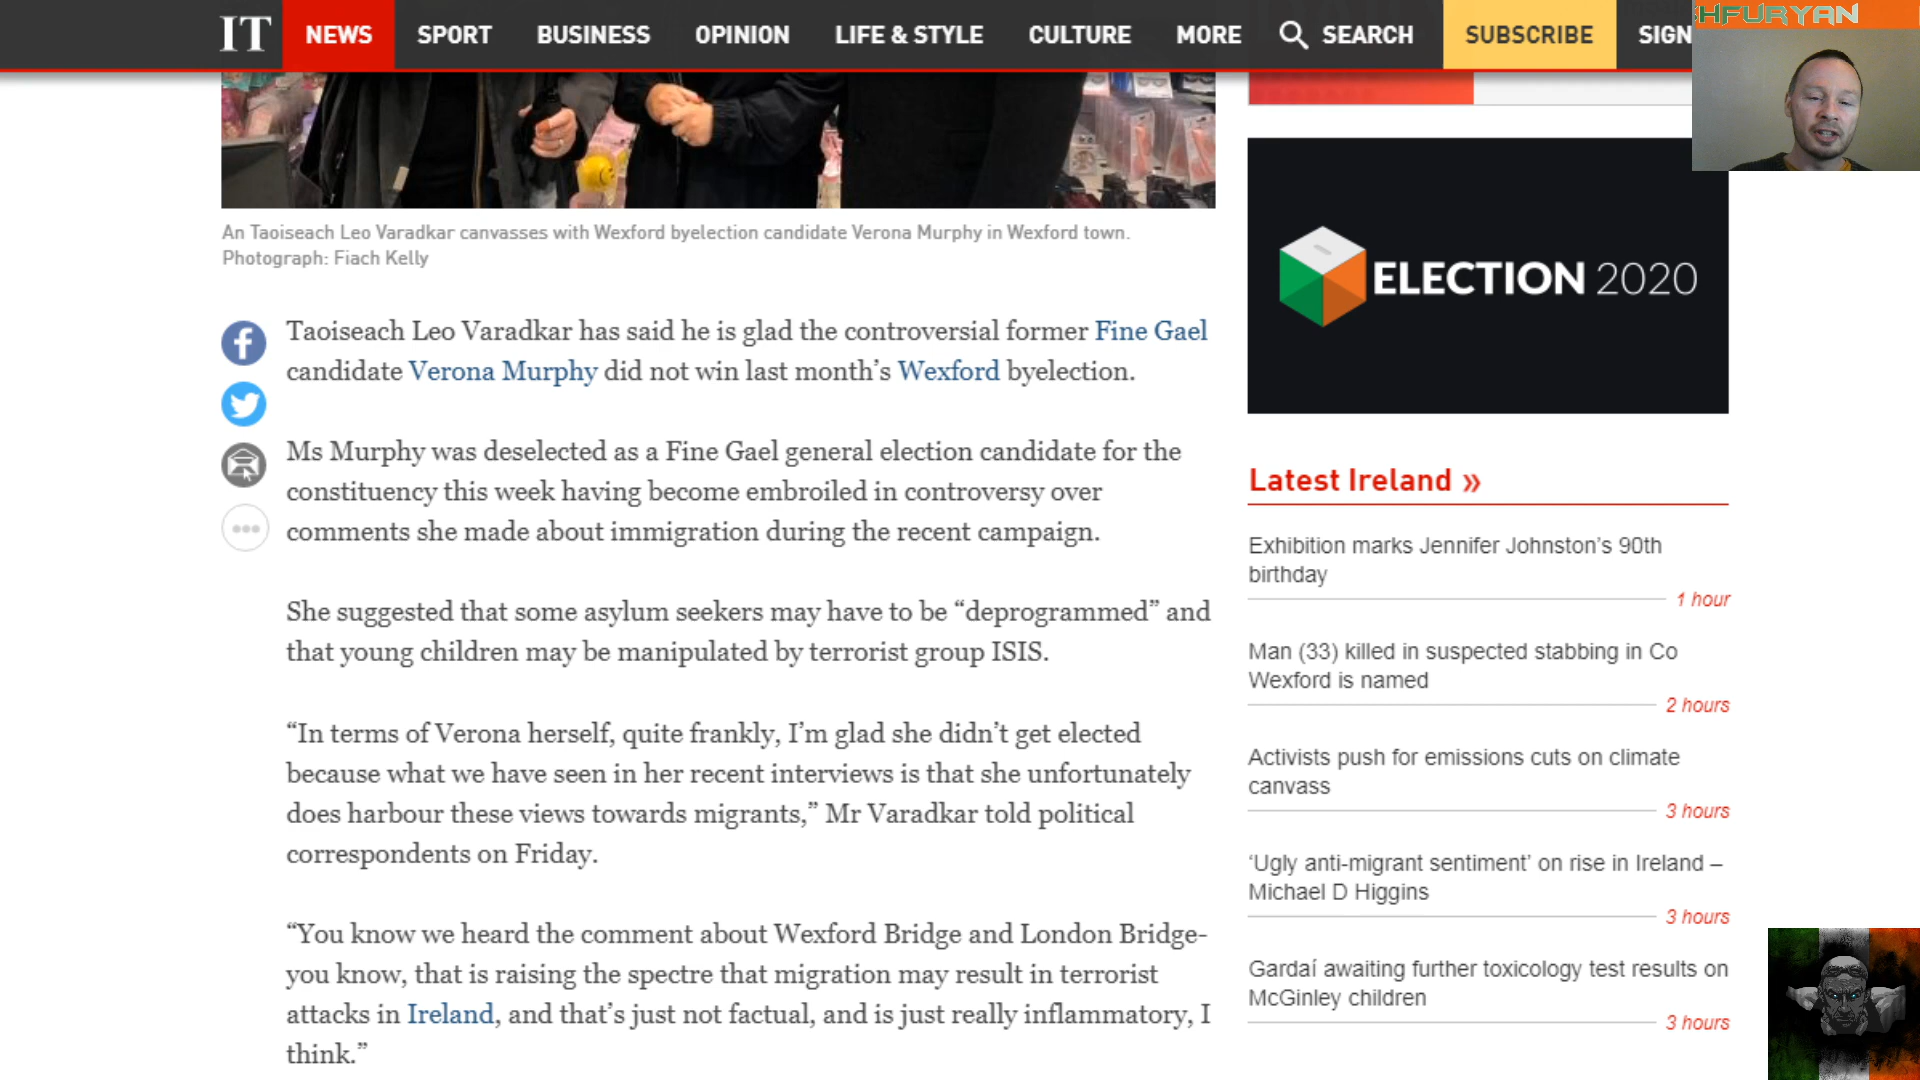 IT
NEWS
SPORT
BUSINESS
OPINION
LIFE & STYLE
CULTURE
MORE
SEARCH
SUBSCRIBE
SIGN
HFURYAN
An Taoiseach Leo Varadkar canvasses with Wexford byelection candidate Verona Murphy in Wexford town.
Photograph: Fiach Kelly
Taoiseach Leo Varadkar has said he is glad the controversial former Fine Gael
candidate Verona Murphy did not win last month’s Wexford byelection.
Ms Murphy was deselected as a Fine Gael general election candidate for the
constituency this week having become embroiled in controversy over
comments she made about immigration during the recent campaign.
She suggested that some asylum seekers may have to be “deprogrammed” and
that young children may be manipulated by terrorist group ISIS.
“In terms of Verona herself, quite frankly, I’m glad she didn’t get elected
because what we have seen in her recent interviews is that she unfortunately
does harbour these views towards migrants,” Mr Varadkar told political
correspondents on Friday.
“You know we heard the comment about Wexford Bridge and London Bridge-
you know, that is raising the spectre that migration may result in terrorist
attacks in Ireland, and that’s just not factual, and is just really inflammatory, I
think.”
ELECTION 2020
Latest Ireland »
Exhibition marks Jennifer Johnston’s 90th
birthday
1 hour
Man (33) killed in suspected stabbing in Co
Wexford is named
2 hours
Activists push for emissions cuts on climate
canvass
3 hours
‘Ugly anti-migrant sentiment’ on rise in Ireland –
Michael D Higgins
3 hours
Gardaí awaiting further toxicology test results on
McGinley children
3 hours